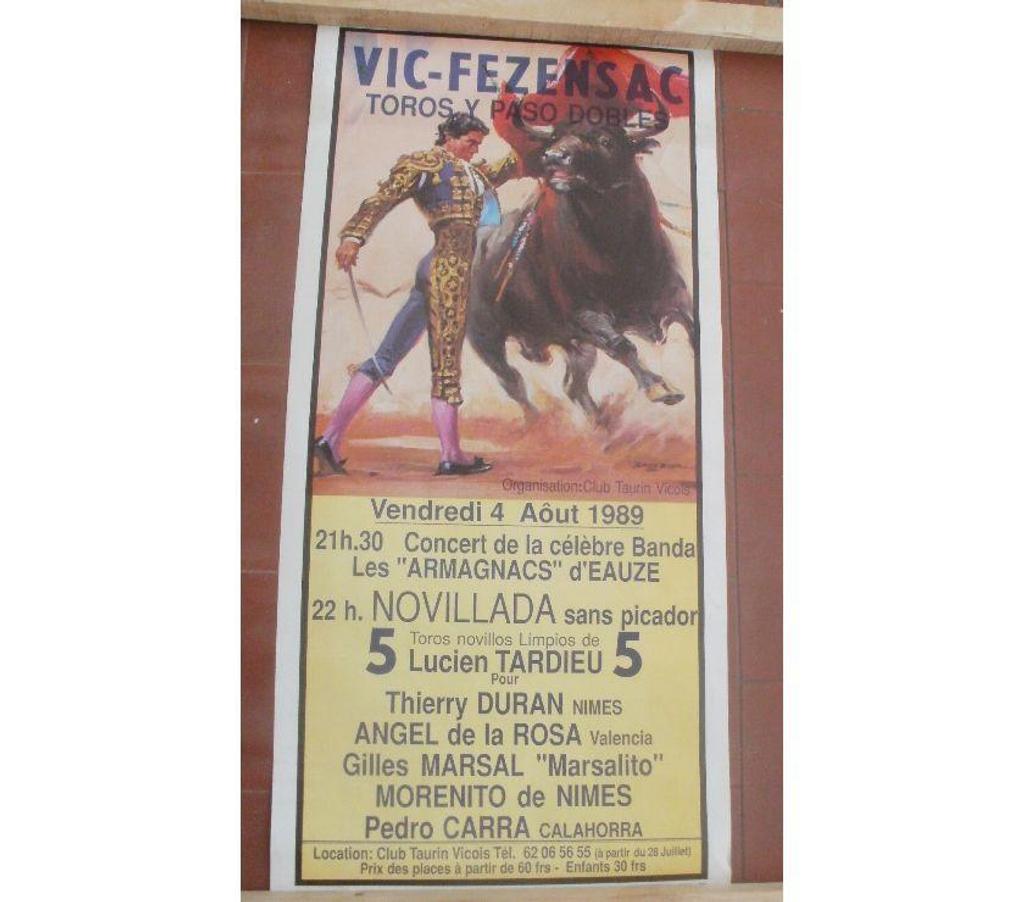 VIC-FEZENSAC
TOROS Y PASO DOBLES
Organisation:Club Taurin Vicois
Vendredi 4 Aôut 1989
21h.30 Concert de la célèbre Banda
Les "ARMAGNACS" d'EAUZE
22 h. NOVILLADA sans picador
5 Toros novillos Limpios de 5
Lucien TARDIEU
Pour
Thierry DURAN NIMES
ANGEL de la ROSA Valencia
Gilles MARSAL "Marsalito"
MORENITO de NIMES
Pedro CARRA CALAHORRA
Location: Club Taurin Vicois Tél. 62 06 56 55 (à partir du 28 Juillet)
Prix des places à partir de 60 frs - Enfants 30 frs